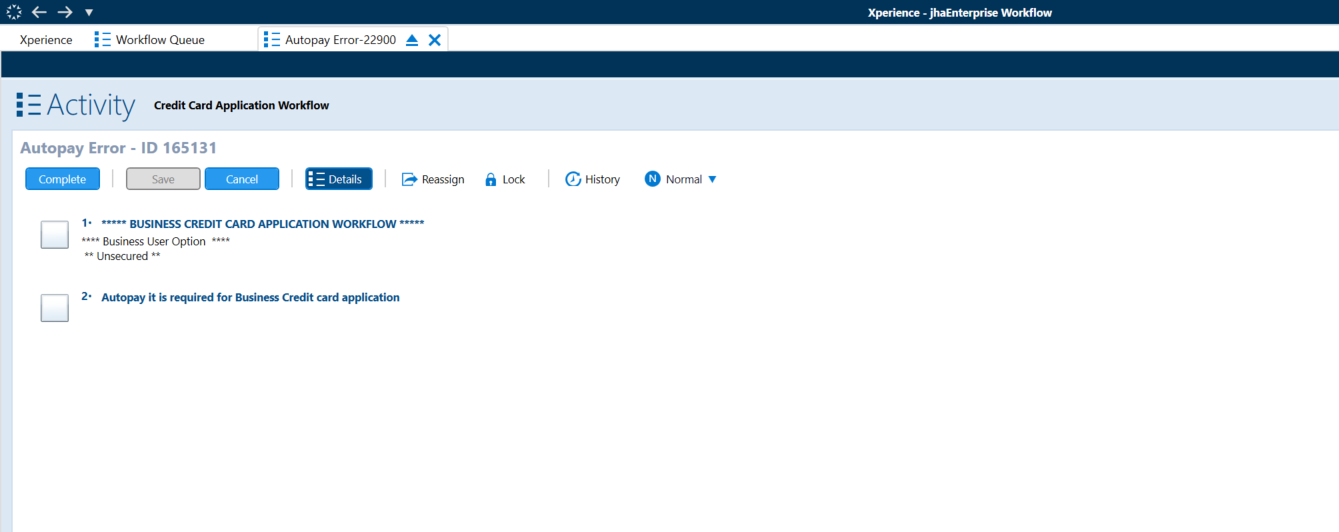 Xperience - jhaEnterprise Workflow
Xperience Workflow Queue Autopay Error-22900
Activity Credit Card Application Workflow
Autopay Error - ID 165131
Complete Save Cancel Details Reassign Lock History N Normal
1· ***** BUSINESS CREDIT CARD APPLICATION WORKFLOW *****
**** Business User Option ****
** Unsecured **
2· Autopay it is required for Business Credit card application